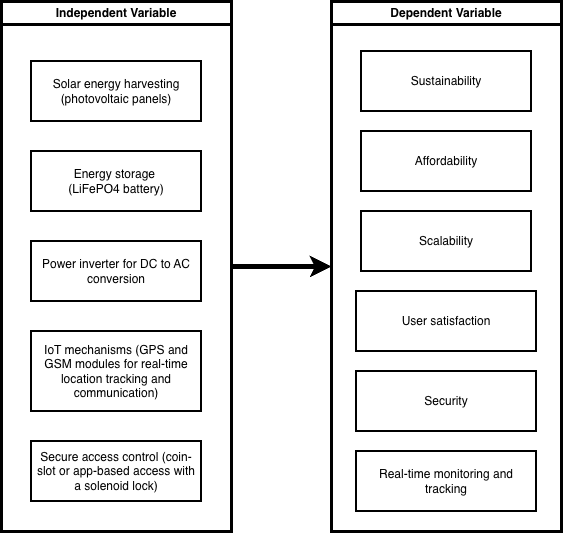 Independent Variable
Solar energy harvesting
(photovoltaic panels)
Energy storage
(LiFePO4 battery)
Power inverter for DC to AC
conversion
IoT mechanisms (GPS and
GSM modules for real-time
location tracking and
communication)
Secure access control (coin-
slot or app-based access with
a solenoid lock)
Dependent Variable
Sustainability
Affordability
Scalability
User satisfaction
Security
Real-time monitoring and
tracking